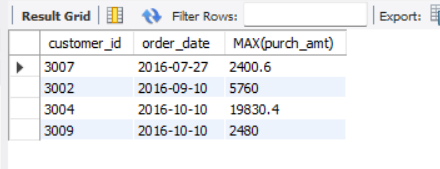 Result Grid Filter Rows: Export:
customer_id order_date MAX(purch_amt)
3007 2016-07-27 2400.6
3002 2016-09-10 5760
3004 2016-10-10 19830.4
3009 2016-10-10 2480